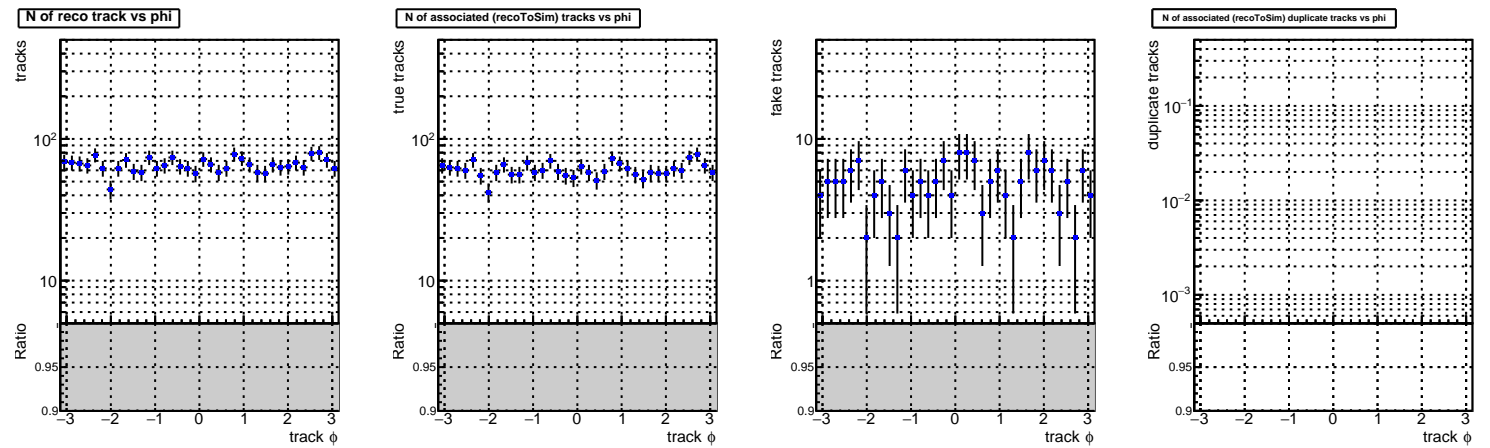 N of reco track vs phi
tracks
10²
10
Ratio
1
0.95
0.9
−3 −2 −1 0 1 2 3
track ϕ
N of associated (recoToSim) tracks vs phi
true tracks
10²
10
Ratio
1
0.95
0.9
−3 −2 −1 0 1 2 3
track ϕ
fake tracks
10
1
Ratio
1
0.95
0.9
−3 −2 −1 0 1 2 3
track ϕ
N of associated (recoToSim) duplicate tracks vs phi
duplicate tracks
10⁻¹
10⁻²
10⁻³
Ratio
1
0.95
0.9
−3 −2 −1 0 1 2 3
track ϕ